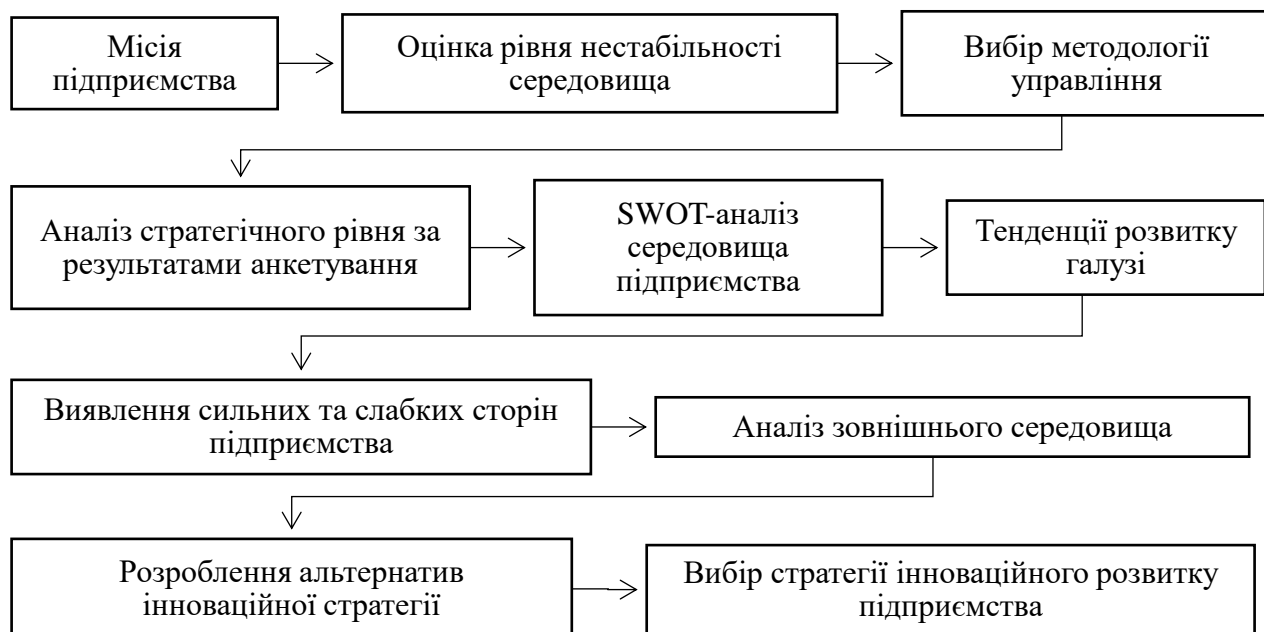 Місія
підприємства
Оцінка рівня нестабільності
середовища
Вибір методології
управління
Аналіз стратегічного рівня за
результатами анкетування
SWOT-аналіз
середовища
підприємства
Тенденції розвитку
галузі
Виявлення сильних та слабких сторін
підприємства
Аналіз зовнішнього середовища
Розроблення альтернатив
інноваційної стратегії
Вибір стратегії інноваційного розвитку
підприємства